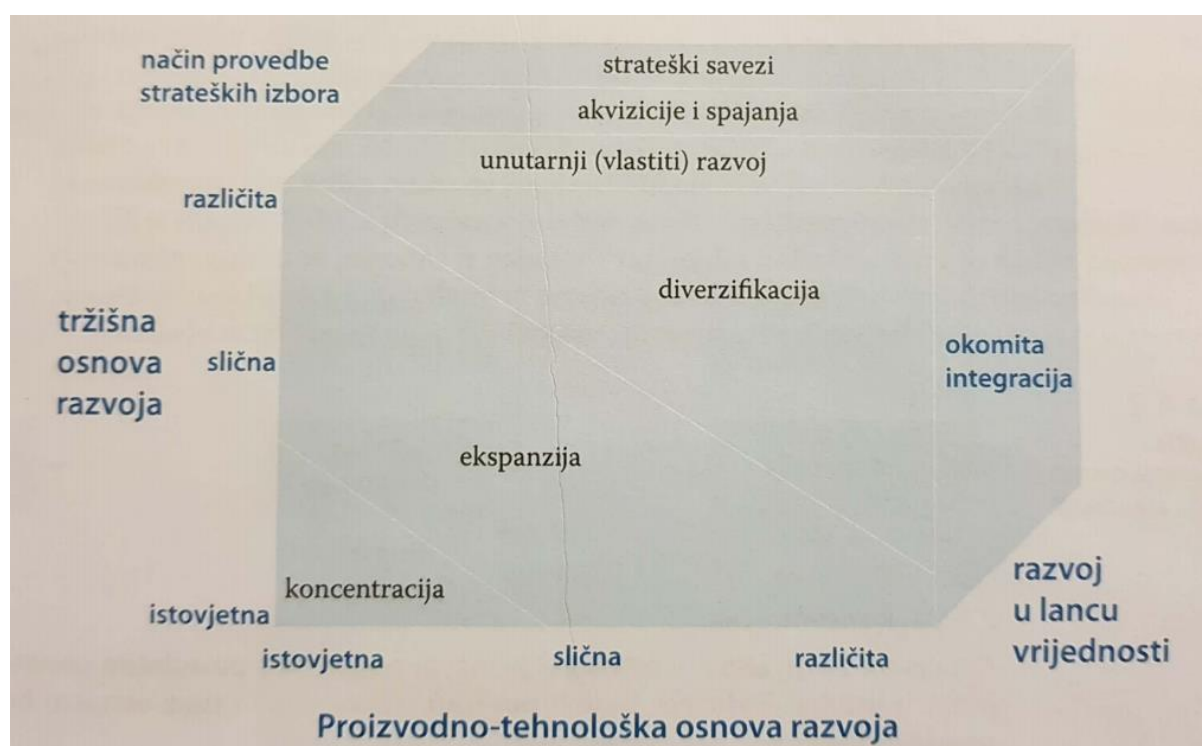 način provedbe
strateških izbora
strateški savezi
akvizicije i spajanja
unutarnji (vlastiti) razvoj
različita
diverzifikacija
tržišna
osnova
razvoja
slična
okomita
integracija
ekspanzija
koncentracija
istovjetna
razvoj
u lancu
vrijednosti
istovjetna
slična
različita
Proizvodno-tehnološka osnova razvoja